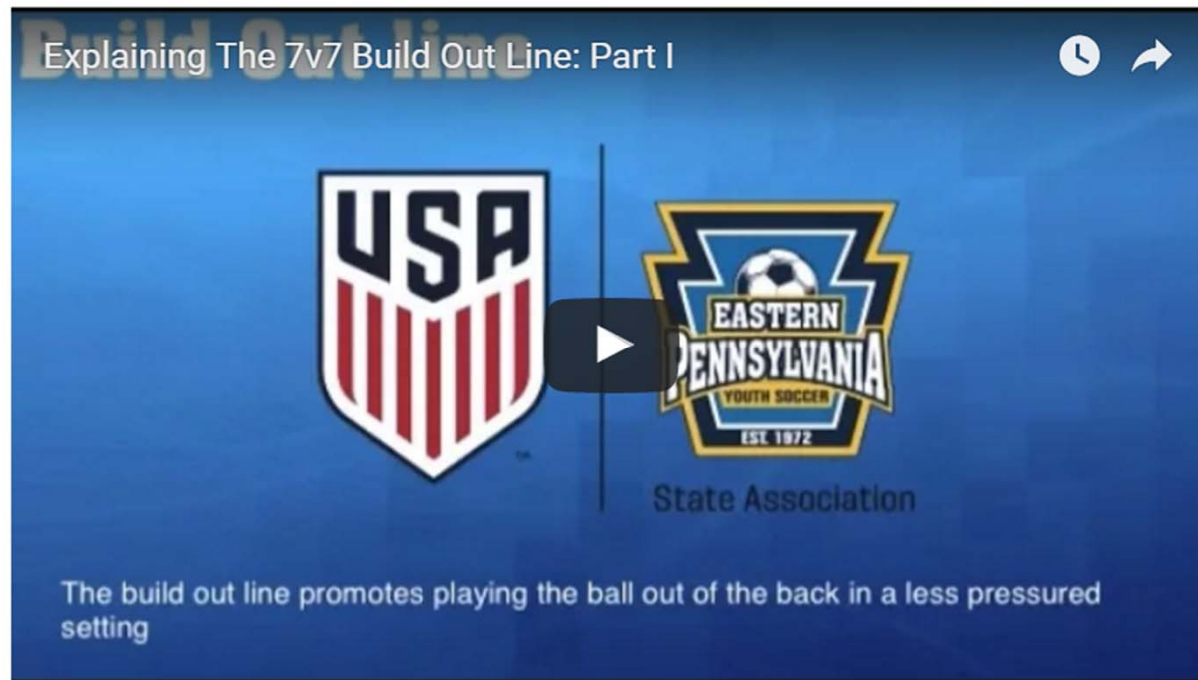 Build Out line
Explaining The 7v7 Build Out Line: Part I
USA
EASTERN
PENNSYLVANIA
YOUTH SOCCER
EST. 1972
State Association
The build out line promotes playing the ball out of the back in a less pressured
setting